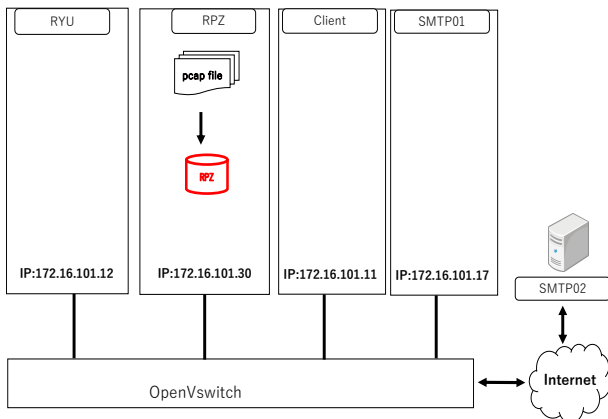 RYU
RPZ
Client
SMTP01
pcap file
RPZ
IP:172.16.101.12
IP:172.16.101.30
IP:172.16.101.11
IP:172.16.101.17
SMTP02
Internet
OpenVswitch